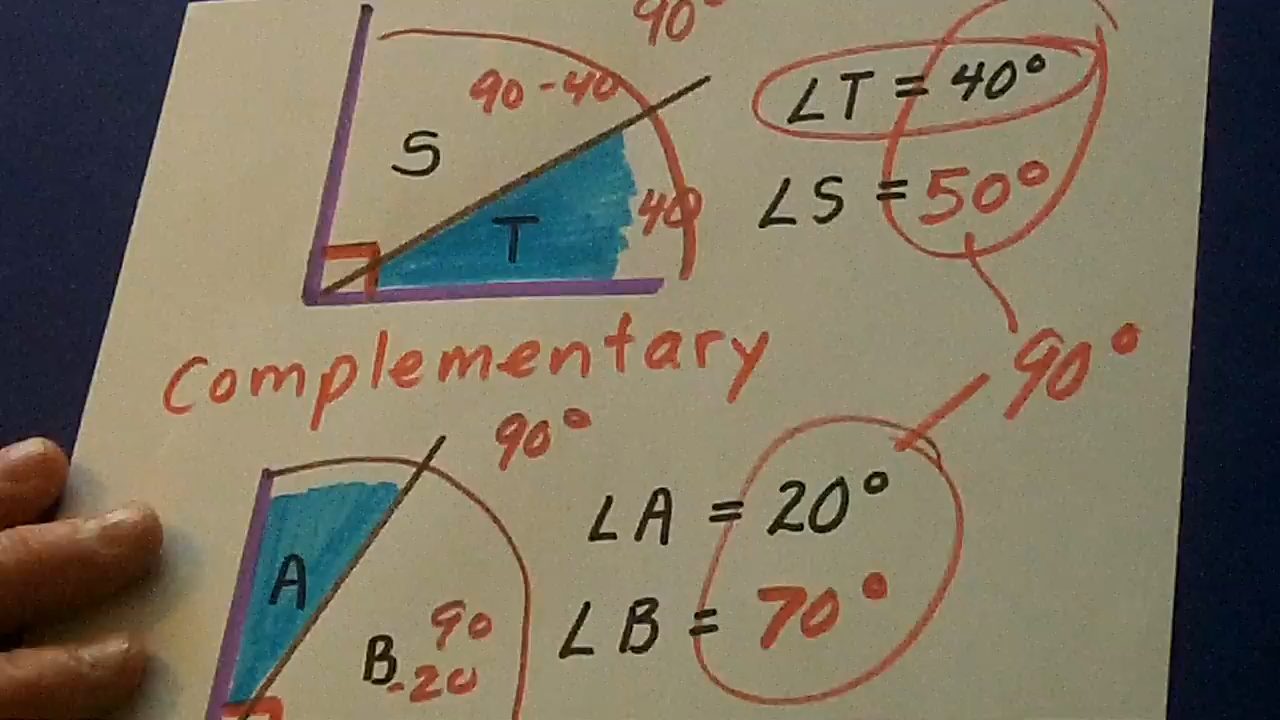 90°
90-40
∠T = 40°
S
∠S = 50°
T
40
Complementary
90°
90°
∠A = 20°
A
∠B = 70°
B
90
-20